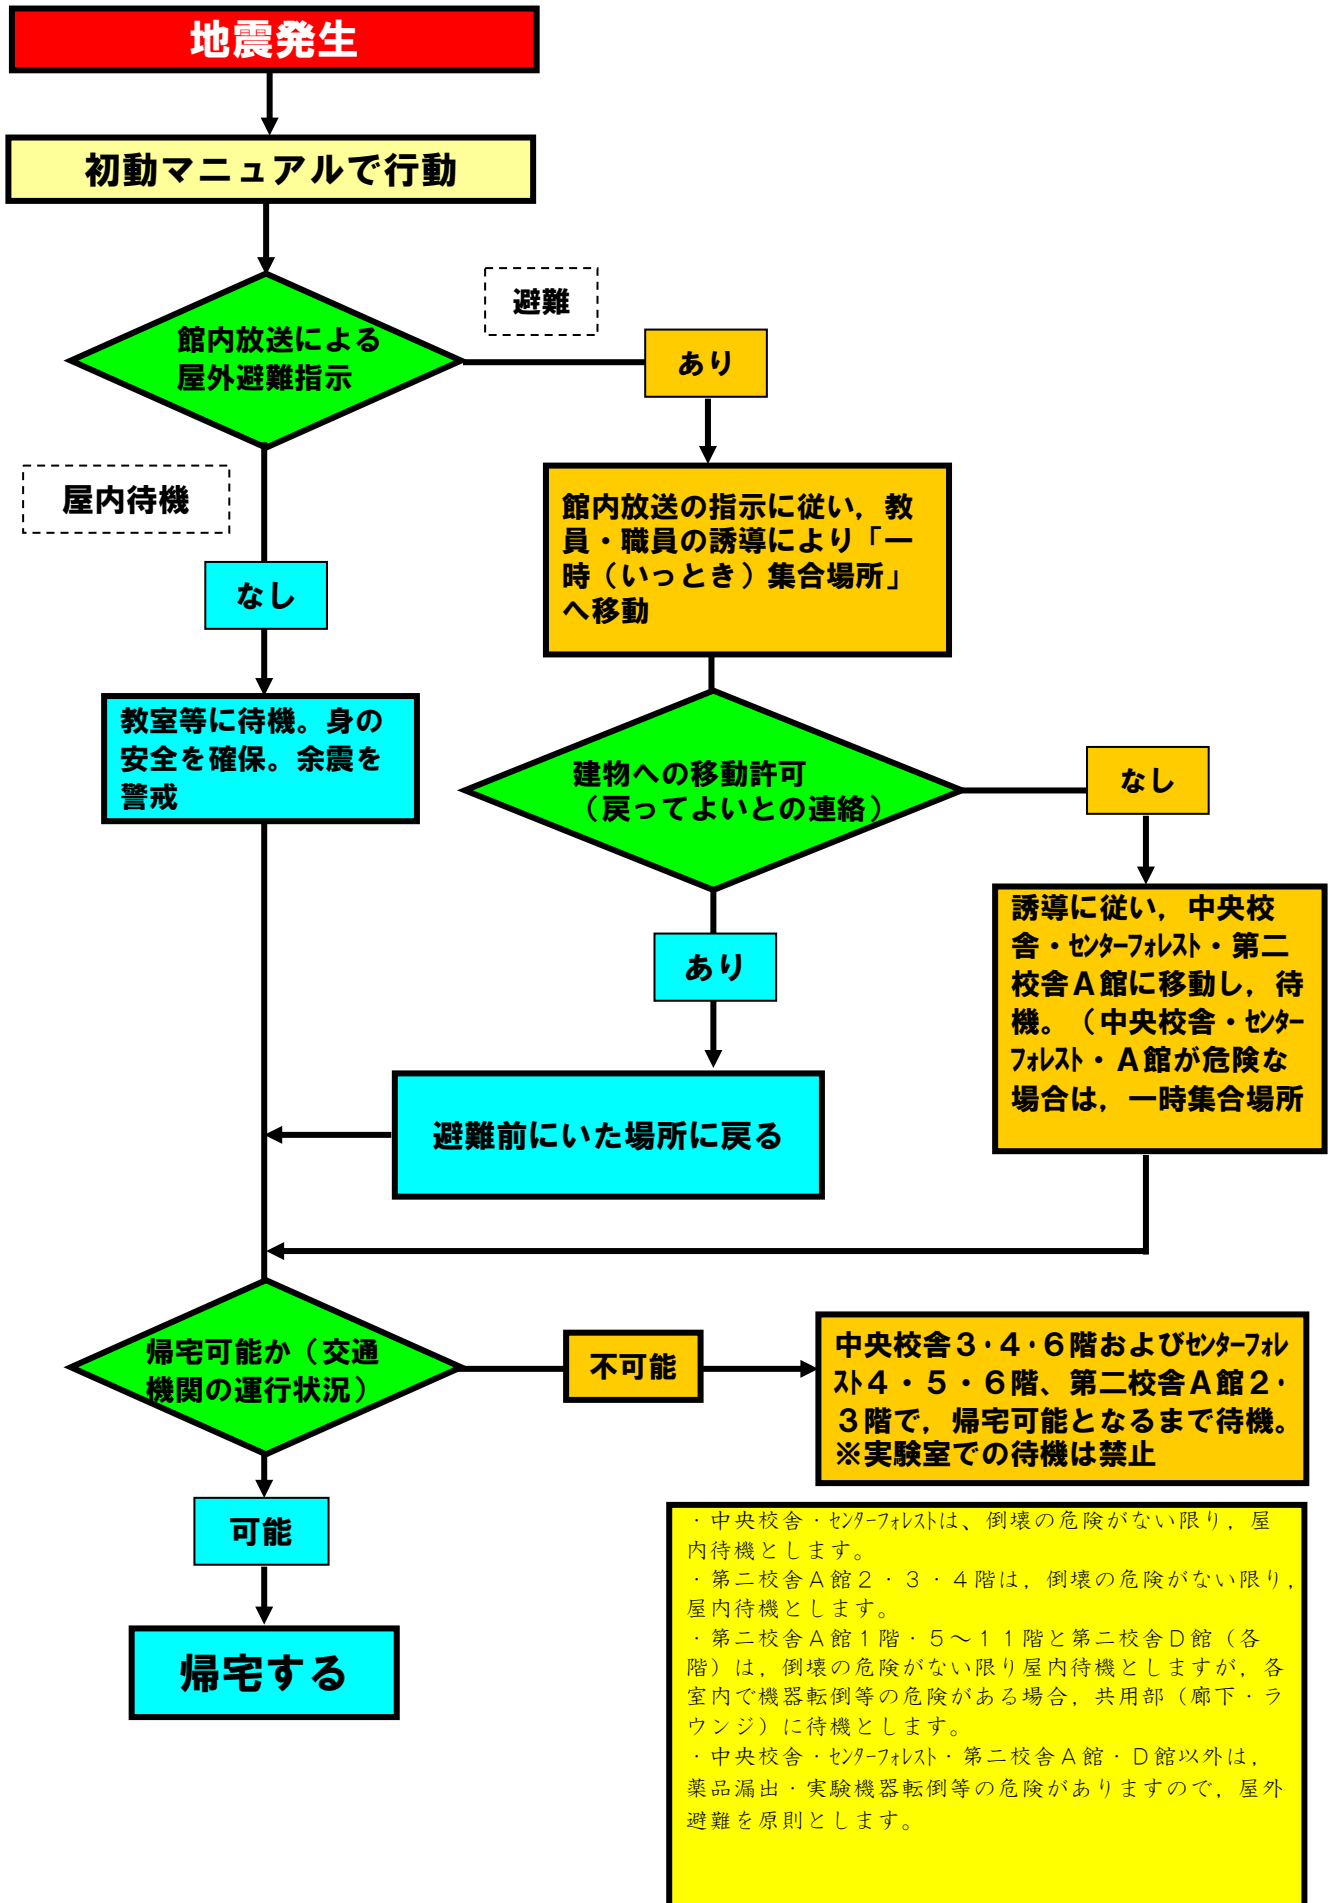 地震発生
初動マニュアルで行動
避難
館内放送による
屋外避難指示
あり
屋内待機
館内放送の指示に従い，教
員・職員の誘導により「一
時（いっとき）集合場所」
へ移動
なし
教室等に待機。身の
安全を確保。余震を
警戒
建物への移動許可
（戻ってよいとの連絡）
なし
誘導に従い，中央校
舎・ｾﾝﾀｰﾌｫﾚｽﾄ・第二
校舎Ａ館に移動し，待
機。（中央校舎・ｾﾝﾀｰ
ﾌｫﾚｽﾄ・Ａ館が危険な
場合は，一時集合場所
あり
避難前にいた場所に戻る
帰宅可能か（交通
機関の運行状況）
不可能
中央校舎３･４･６階およびｾﾝﾀｰﾌｫﾚ
ｽﾄ４・５・６階、第二校舎Ａ館２･
３階で，帰宅可能となるまで待機。
※実験室での待機は禁止
可能
帰宅する
・中央校舎・ｾﾝﾀｰﾌｫﾚｽﾄは、倒壊の危険がない限り，屋
内待機とします。
・第二校舎Ａ館２・３・４階は，倒壊の危険がない限り，
屋内待機とします。
・第二校舎Ａ館１階・５～１１階と第二校舎Ｄ館（各
階）は，倒壊の危険がない限り屋内待機としますが，各
室内で機器転倒等の危険がある場合，共用部（廊下・ラ
ウンジ）に待機とします。
・中央校舎・ｾﾝﾀｰﾌｫﾚｽﾄ・第二校舎Ａ館・Ｄ館以外は，
薬品漏出・実験機器転倒等の危険がありますので，屋外
避難を原則とします。